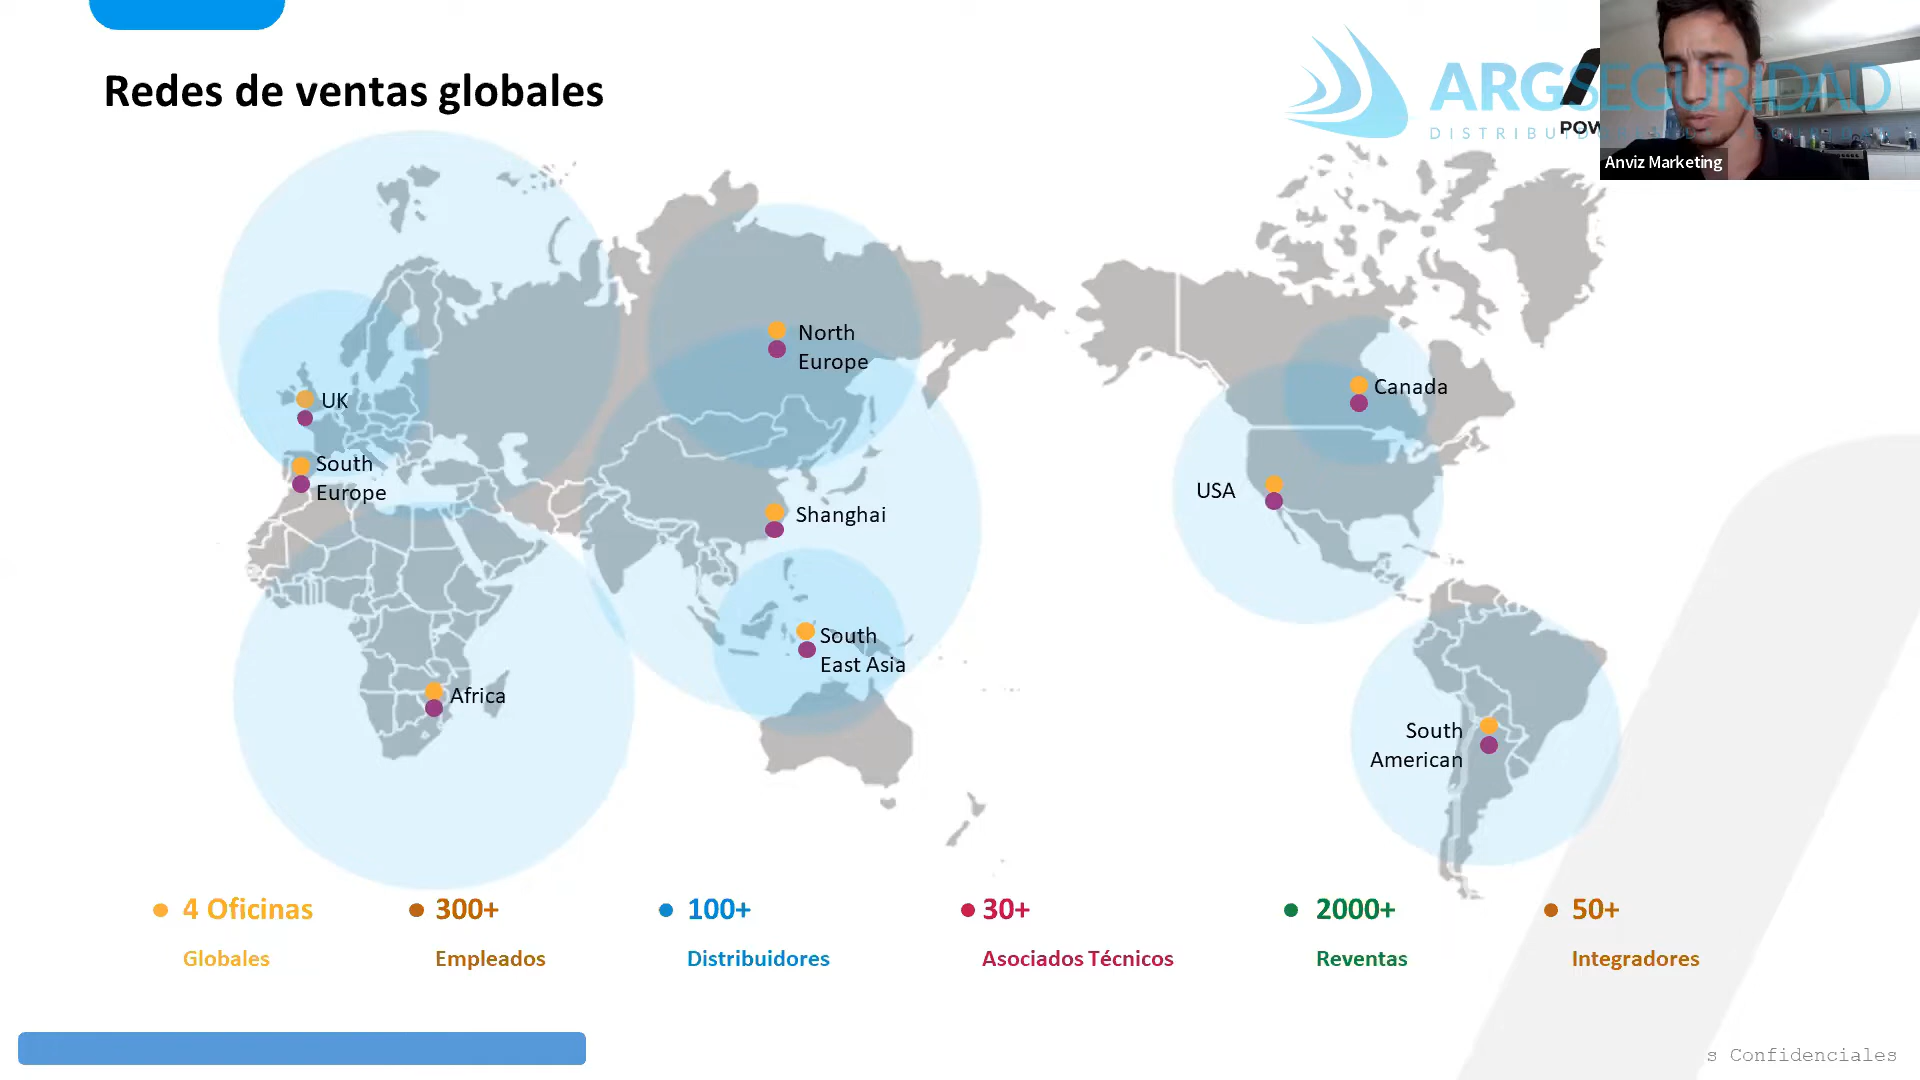 Redes de ventas globales
ARGSEGURIDAD
POW
Anviz Marketing
North
Europe
UK
Canada
South
Europe
USA
Shanghai
South
East Asia
Africa
South
American
4 Oficinas
Globales
300+
Empleados
100+
Distribuidores
30+
Asociados Técnicos
2000+
Reventas
50+
Integradores
s Confidenciales